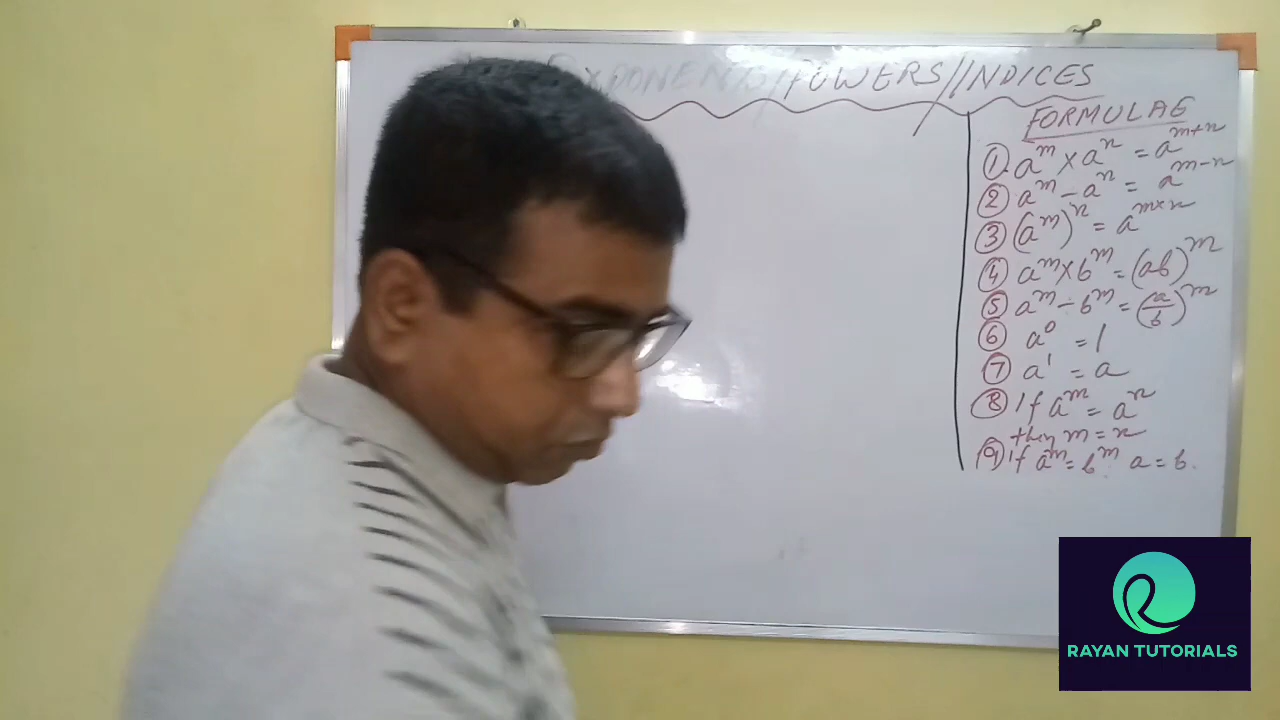 EXPONENTS//POWERS//INDICES
FORMULAE
① a^m × a^n = a^(m+n)
② a^m ÷ a^n = a^(m-n)
③ (a^m)^n = a^(m×n)
④ a^m × b^m = (ab)^m
⑤ a^m ÷ b^m = (a/b)^m
⑥ a^0 = 1
⑦ a^1 = a
⑧ If a^m = a^n
then m = n
⑨ If a^m = b^m a = b.
RAYAN TUTORIALS